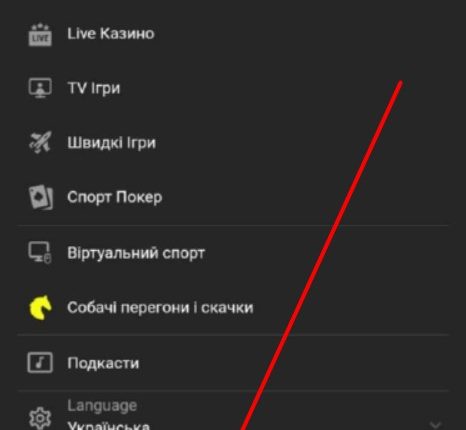 LIVE
Live Казино
TV Ігри
Швидкі Ігри
Спорт Покер
Віртуальний спорт
Собачі перегони і скачки
Подкасти
Language
Українська